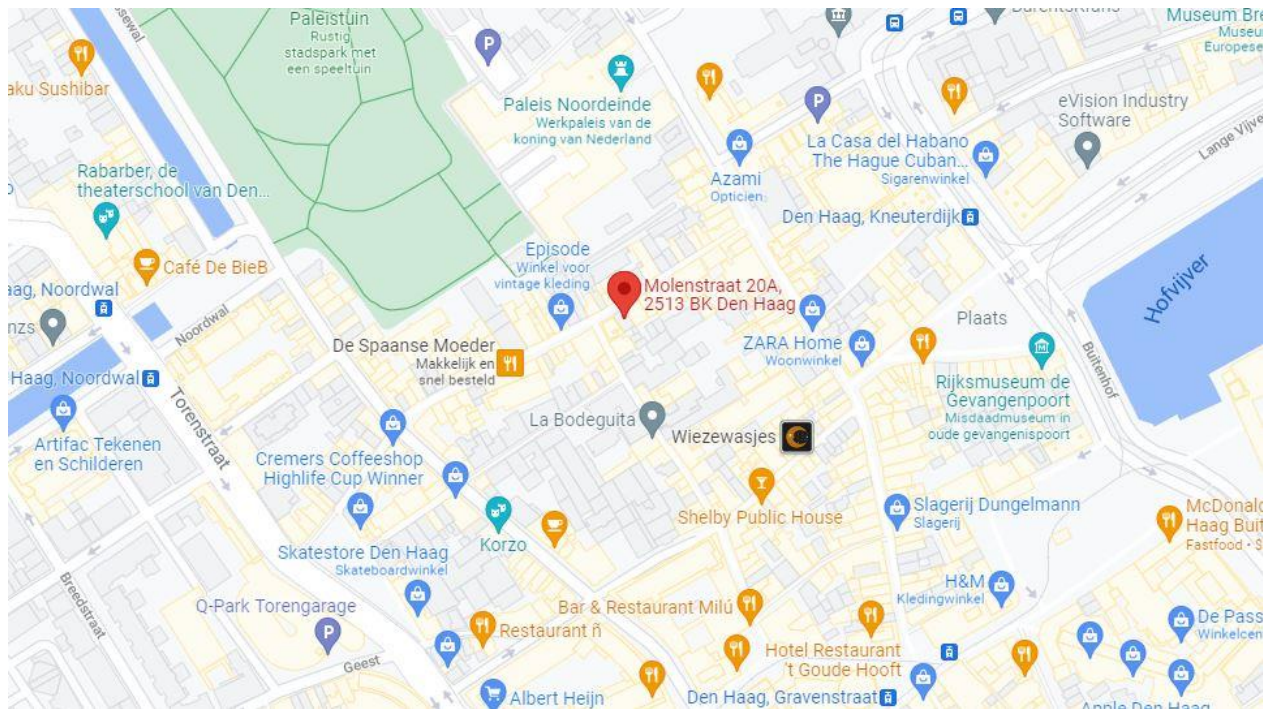 ssewal
Paleistuin
Rustig
stadspark met
een speeltuin
P
BarentsKrans
Museum Bre
Museu
Europese
aku Sushibar
Paleis Noordeinde
Werkpaleis van de
koning van Nederland
P
eVision Industry
Software
La Casa del Habano
The Hague Cuban...
Sigarenwinkel
Lange Vijve
Rabarber, de
theaterschool van Den...
Azami
Opticien
Den Haag, Kneuterdijk
Café De BieB
Episode
Winkel voor
vintage kleding
Molenstraat 20A,
2513 BK Den Haag
Hofvijver
aag, Noordwal
Noordwal
nzs
De Spaanse Moeder
Makkelijk en
snel besteld
ZARA Home
Woonwinkel
Plaats
Buitenhof
Haag, Noordwal
Torenstraat
Rijksmuseum de
Gevangenpoort
Misdaadmuseum in
oude gevangenispoort
La Bodeguita
Wiezewasjes
Artifac Tekenen
en Schilderen
Cremers Coffeeshop
Highlife Cup Winner
Shelby Public House
Slagerij Dungelmann
Slagerij
McDonald
Haag Buit
Fastfood • $
Korzo
Skatestore Den Haag
Skateboardwinkel
H&M
Kledingwinkel
Breedstraat
Q-Park Torengarage
P
Bar & Restaurant Milú
De Pass
Winkelcen
Restaurant ñ
Geest
Hotel Restaurant
't Goude Hooft
Albert Heijn
Den Haag, Gravenstraat
Apple Den Haag